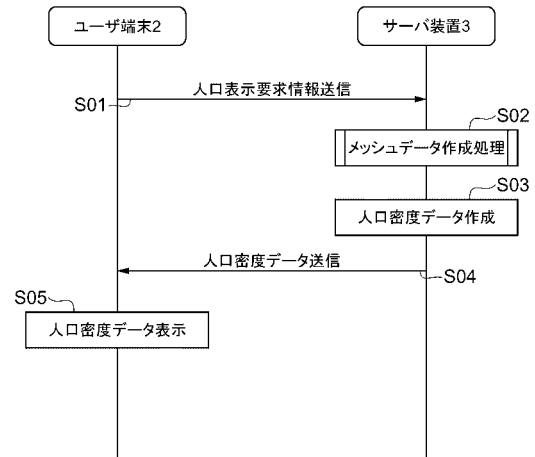 ユーザ端末2
サーバ装置3
人口表示要求情報送信
S01
S02
メッシュデータ作成処理
S03
人口密度データ作成
人口密度データ送信
S04
S05
人口密度データ表示